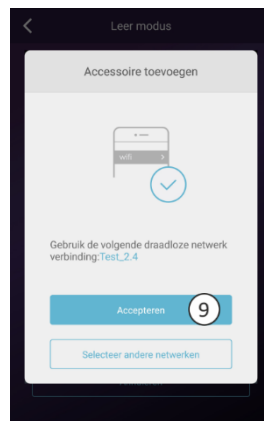 Leer modus
Accessoire toevoegen
wifi >
Gebruik de volgende draadloze netwerk
verbinding:Test_2.4
Accepteren
9
Selecteer andere netwerken